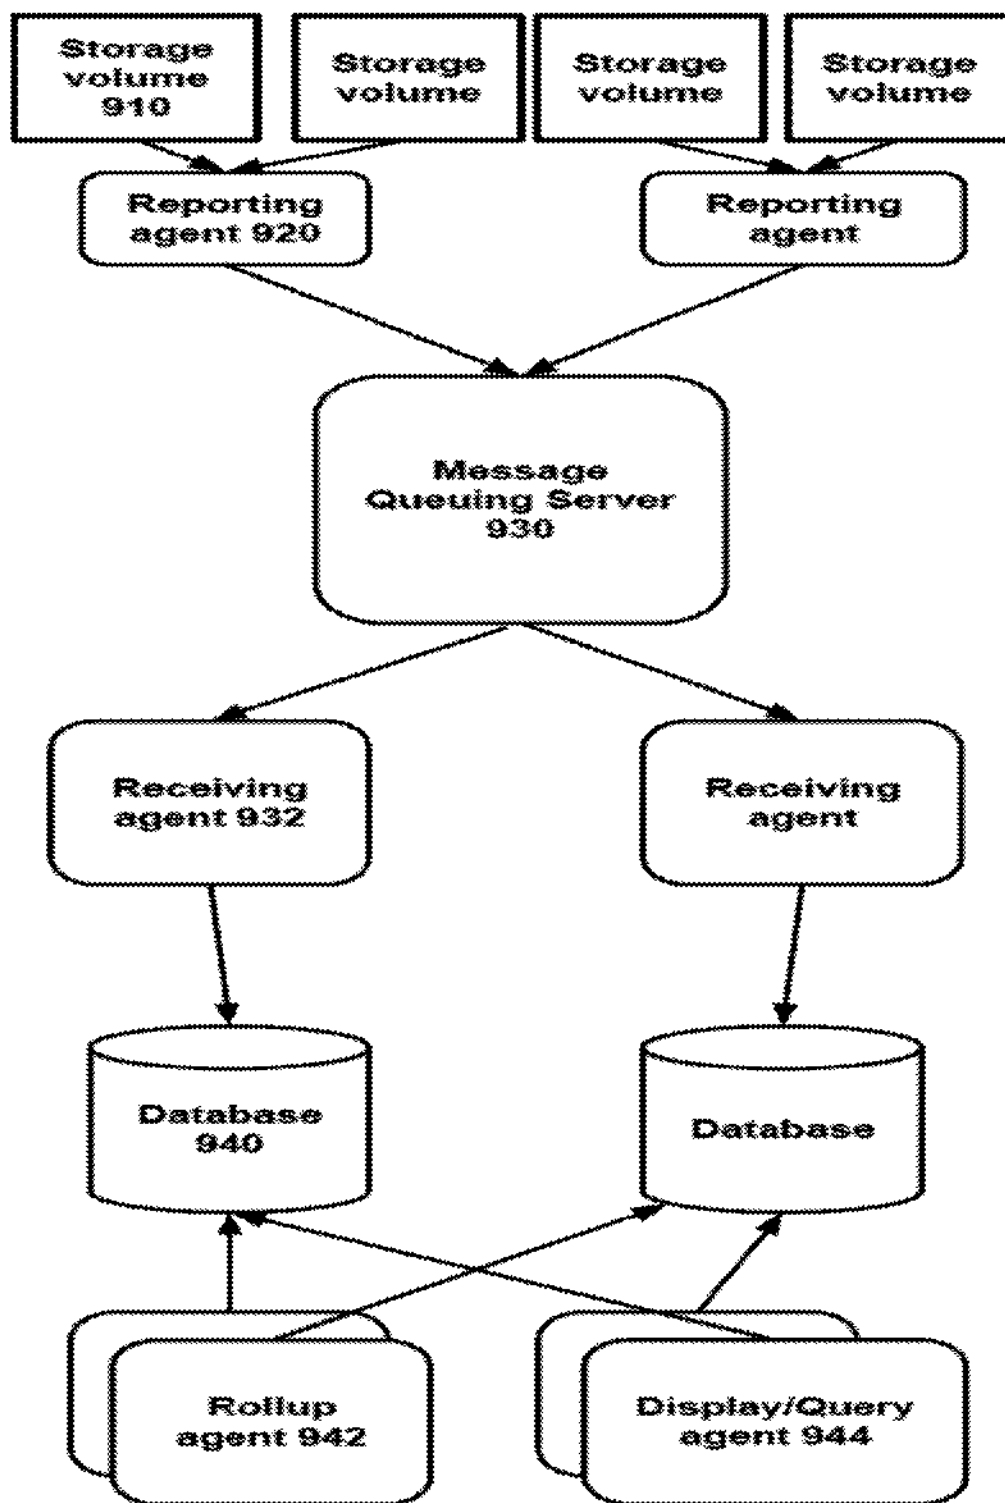 Storage
volume
910
Storage
volume
Storage
volume
Storage
volume
Reporting
agent 920
Reporting
agent
Message
Queuing Server
930
Receiving
agent 932
Receiving
agent
Database
940
Database
Rollup
agent 942
Display/Query
agent 944